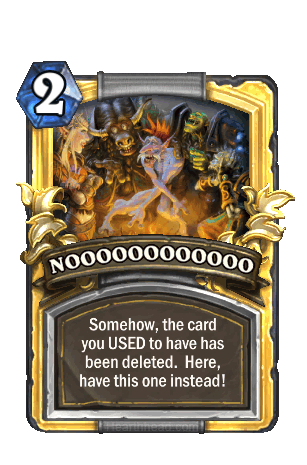 2
NOOOOOOOOOOOO
Somehow, the card
you USED to have has
been deleted.  Here,
have this one instead!